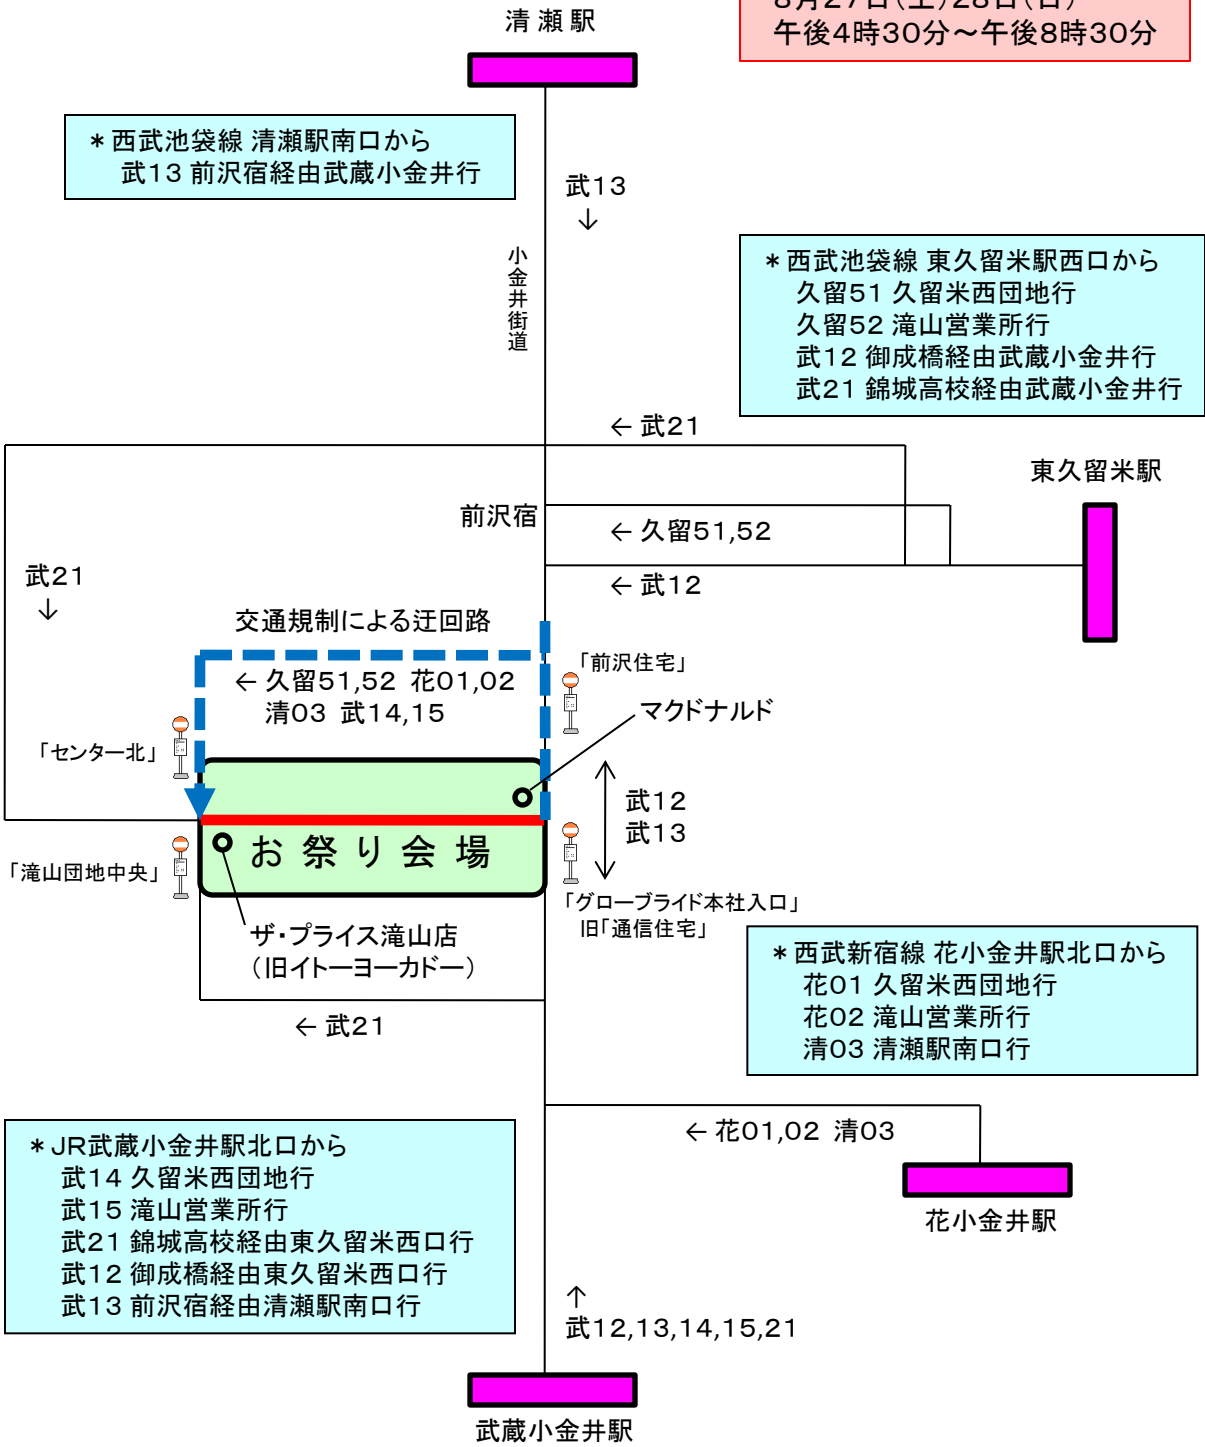 清瀬駅
8月27日(土)28日(日)
午後4時30分～午後8時30分
＊西武池袋線 清瀬駅南口から
武13 前沢宿経由武蔵小金井行
武13
↓
小金井街道
＊西武池袋線 東久留米駅西口から
久留51 久留米西団地行
久留52 滝山営業所行
武12 御成橋経由武蔵小金井行
武21 錦城高校経由武蔵小金井行
← 武21
東久留米駅
前沢宿
← 久留51,52
← 武12
武21
↓
交通規制による迂回路
← 久留51,52 花01,02
清03 武14,15
「前沢住宅」
マクドナルド
「センター北」
武12
武13
お祭り会場
「滝山団地中央」
「グローブライド本社入口」
旧「通信住宅」
ザ・プライス滝山店
（旧イトーヨーカドー）
← 武21
＊西武新宿線 花小金井駅北口から
花01 久留米西団地行
花02 滝山営業所行
清03 清瀬駅南口行
← 花01,02 清03
花小金井駅
＊JR武蔵小金井駅北口から
武14 久留米西団地行
武15 滝山営業所行
武21 錦城高校経由東久留米西口行
武12 御成橋経由東久留米西口行
武13 前沢宿経由清瀬駅南口行
↑
武12,13,14,15,21
武蔵小金井駅